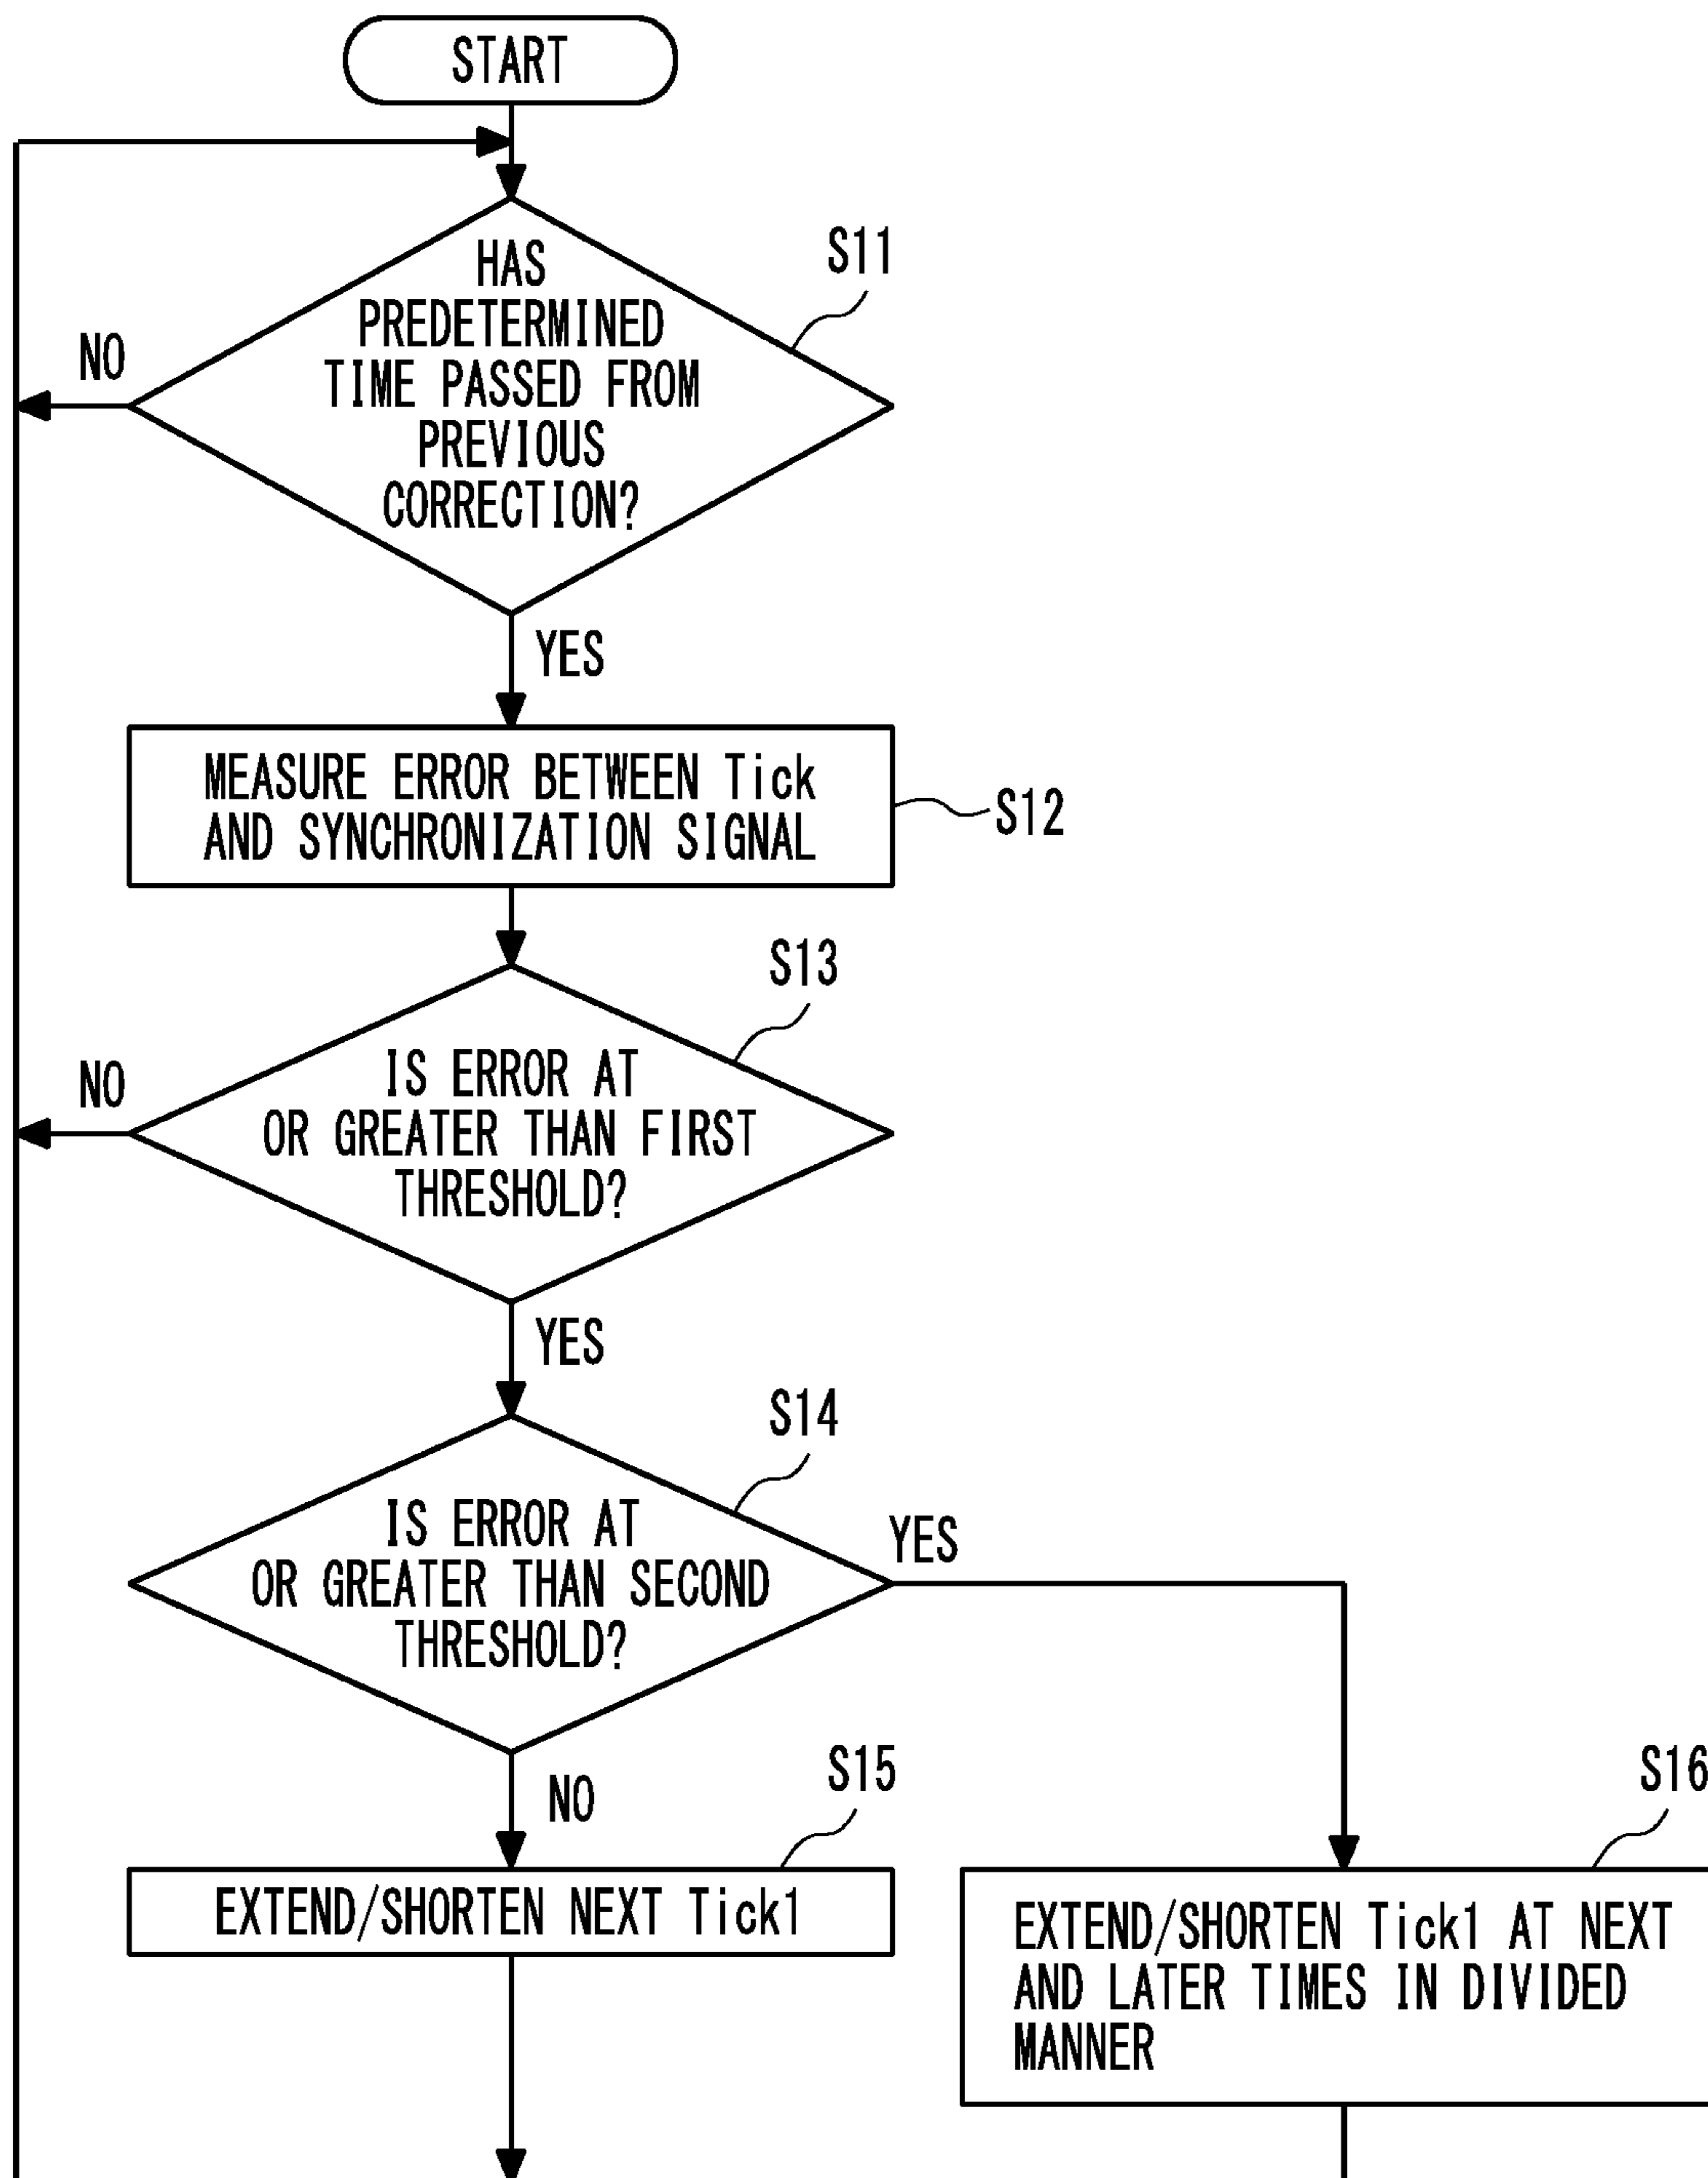 START
S11
HAS
PREDETERMINED
TIME PASSED FROM
PREVIOUS
CORRECTION?
NO
YES
MEASURE ERROR BETWEEN Tick
AND SYNCHRONIZATION SIGNAL
S12
S13
IS ERROR AT
OR GREATER THAN FIRST
THRESHOLD?
NO
YES
S14
IS ERROR AT
OR GREATER THAN SECOND
THRESHOLD?
YES
NO
S15
EXTEND/SHORTEN NEXT Tick1
S16
EXTEND/SHORTEN Tick1 AT NEXT
AND LATER TIMES IN DIVIDED
MANNER